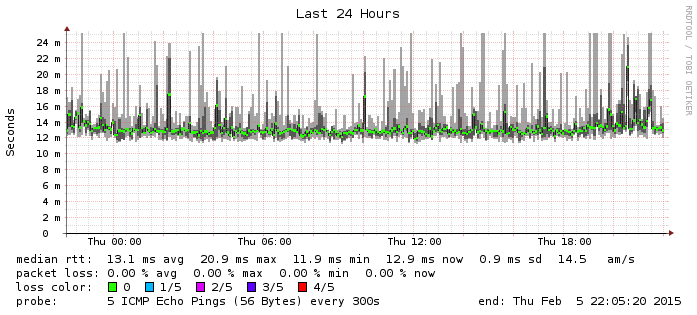 Last 24 Hours
RRDTOOL / TOBI OETIKER
Seconds
24 m
22 m
20 m
18 m
16 m
14 m
12 m
10 m
8 m
6 m
4 m
2 m
0
Thu 00:00 Thu 06:00 Thu 12:00 Thu 18:00
median rtt: 13.1 ms avg 20.9 ms max 11.9 ms min 12.9 ms now 0.9 ms sd 14.5 am/s
packet loss: 0.00 % avg 0.00 % max 0.00 % min 0.00 % now
loss color: 0 1/5 2/5 3/5 4/5
probe: 5 ICMP Echo Pings (56 Bytes) every 300s end: Thu Feb 5 22:05:20 2015